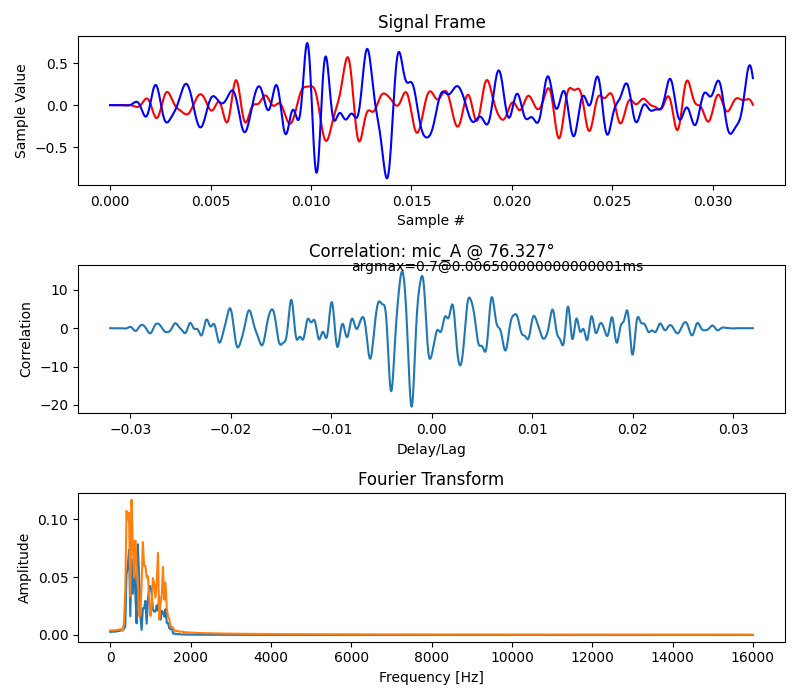 Signal Frame
Sample Value
0.5
0.0
−0.5
0.000 0.005 0.010 0.015 0.020 0.025 0.030
Sample #
Correlation: mic_A @ 76.327°
argmax=0.7@0.006500000000000001ms
Correlation
10
0
−10
−20
−0.03 −0.02 −0.01 0.00 0.01 0.02 0.03
Delay/Lag
Fourier Transform
Amplitude
0.10
0.05
0.00
0 2000 4000 6000 8000 10000 12000 14000 16000
Frequency [Hz]